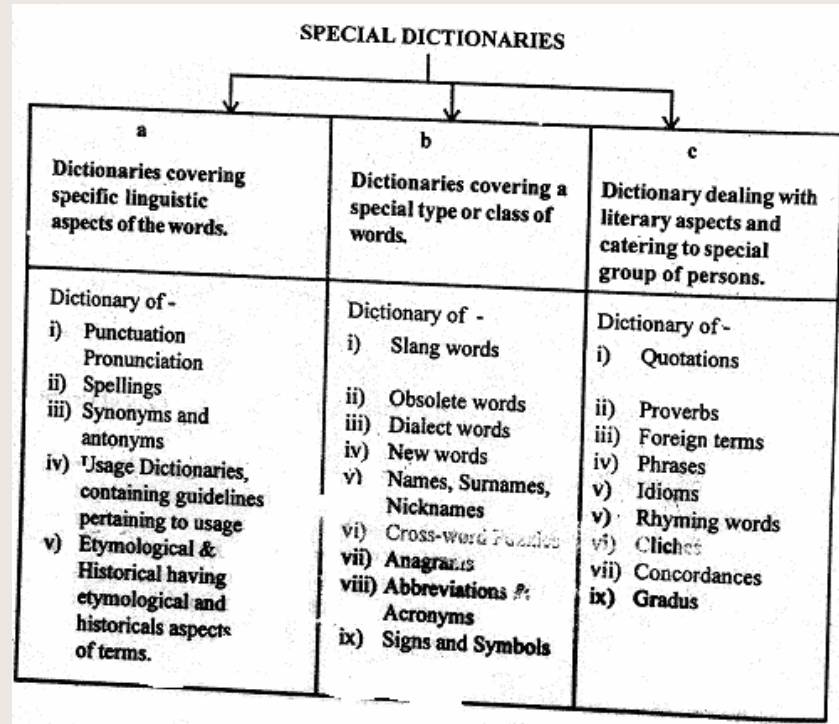 SPECIAL DICTIONARIES
a
Dictionaries covering
specific linguistic
aspects of the words.
Dictionary of -
i) Punctuation
Pronunciation
ii) Spellings
iii) Synonyms and
antonyms
iv) Usage Dictionaries,
containing guidelines
pertaining to usage
v) Etymological &
Historical having
etymological and
historicals aspects
of terms.
b
Dictionaries covering a
special type or class of
words.
Dictionary of -
i) Slang words
ii) Obsolete words
iii) Dialect words
iv) New words
v) Names, Surnames,
Nicknames
vi) Cross-word Puzzles
vii) Anagrams
viii) Abbreviations &
Acronyms
ix) Signs and Symbols
c
Dictionary dealing with
literary aspects and
catering to special
group of persons.
Dictionary of -
i) Quotations
ii) Proverbs
iii) Foreign terms
iv) Phrases
v) Idioms
v) Rhyming words
vi) Cliches
vii) Concordances
ix) Gradus